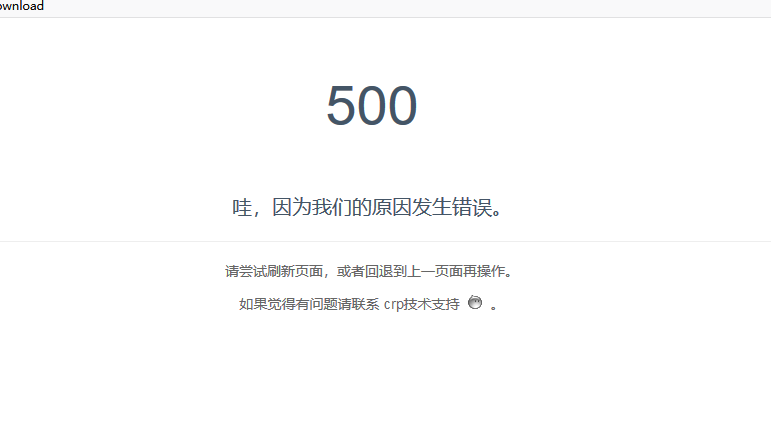 ownload
500
哇，因为我们的原因发生错误。
请尝试刷新页面，或者回退到上一页面再操作。
如果觉得有问题请联系 crp技术支持 。